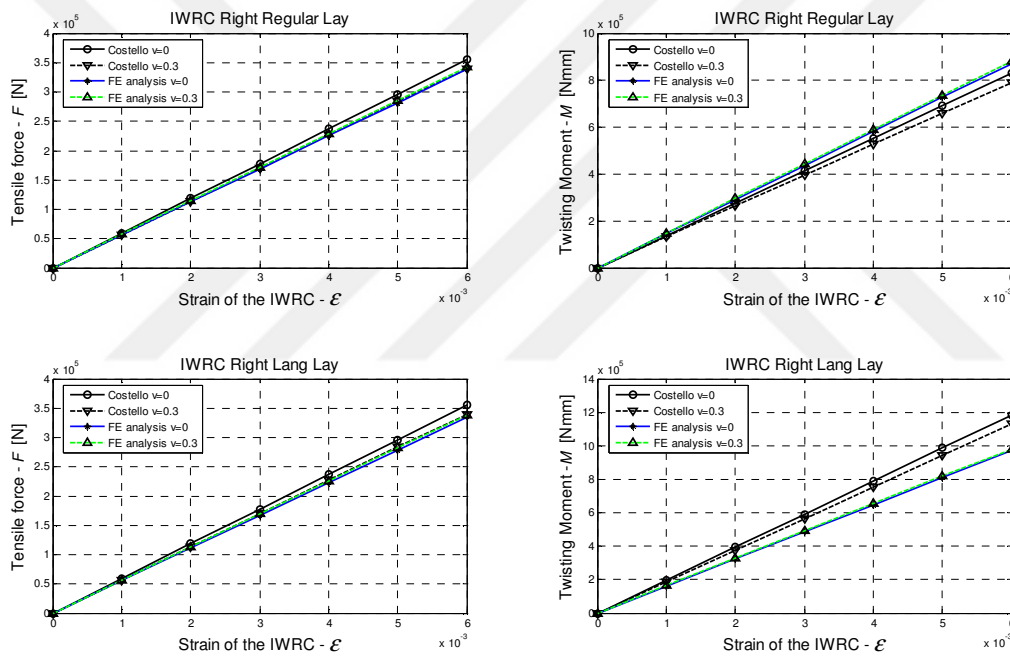 IWRC Right Regular Lay
x 10^5
Costello ν=0
Costello ν=0.3
FE analysis ν=0
FE analysis ν=0.3
Tensile force - F [N]
4
3.5
3
2.5
2
1.5
1
0.5
0
0 1 2 3 4 5 6
x 10^-3
Strain of the IWRC - ε
IWRC Right Regular Lay
x 10^5
Costello ν=0
Costello ν=0.3
FE analysis ν=0
FE analysis ν=0.3
Twisting Moment - M [Nmm]
10
8
6
4
2
0
0 1 2 3 4 5 6
x 10^-3
Strain of the IWRC - ε
IWRC Right Lang Lay
x 10^5
Costello ν=0
Costello ν=0.3
FE analysis ν=0
FE analysis ν=0.3
Tensile force - F [N]
4
3.5
3
2.5
2
1.5
1
0.5
0
0 1 2 3 4 5 6
x 10^-3
Strain of the IWRC - ε
IWRC Right Lang Lay
x 10^5
Costello ν=0
Costello ν=0.3
FE analysis ν=0
FE analysis ν=0.3
Twisting Moment -M [Nmm]
14
12
10
8
6
4
2
0
0 1 2 3 4 5 6
x 10^-3
Strain of the IWRC - ε